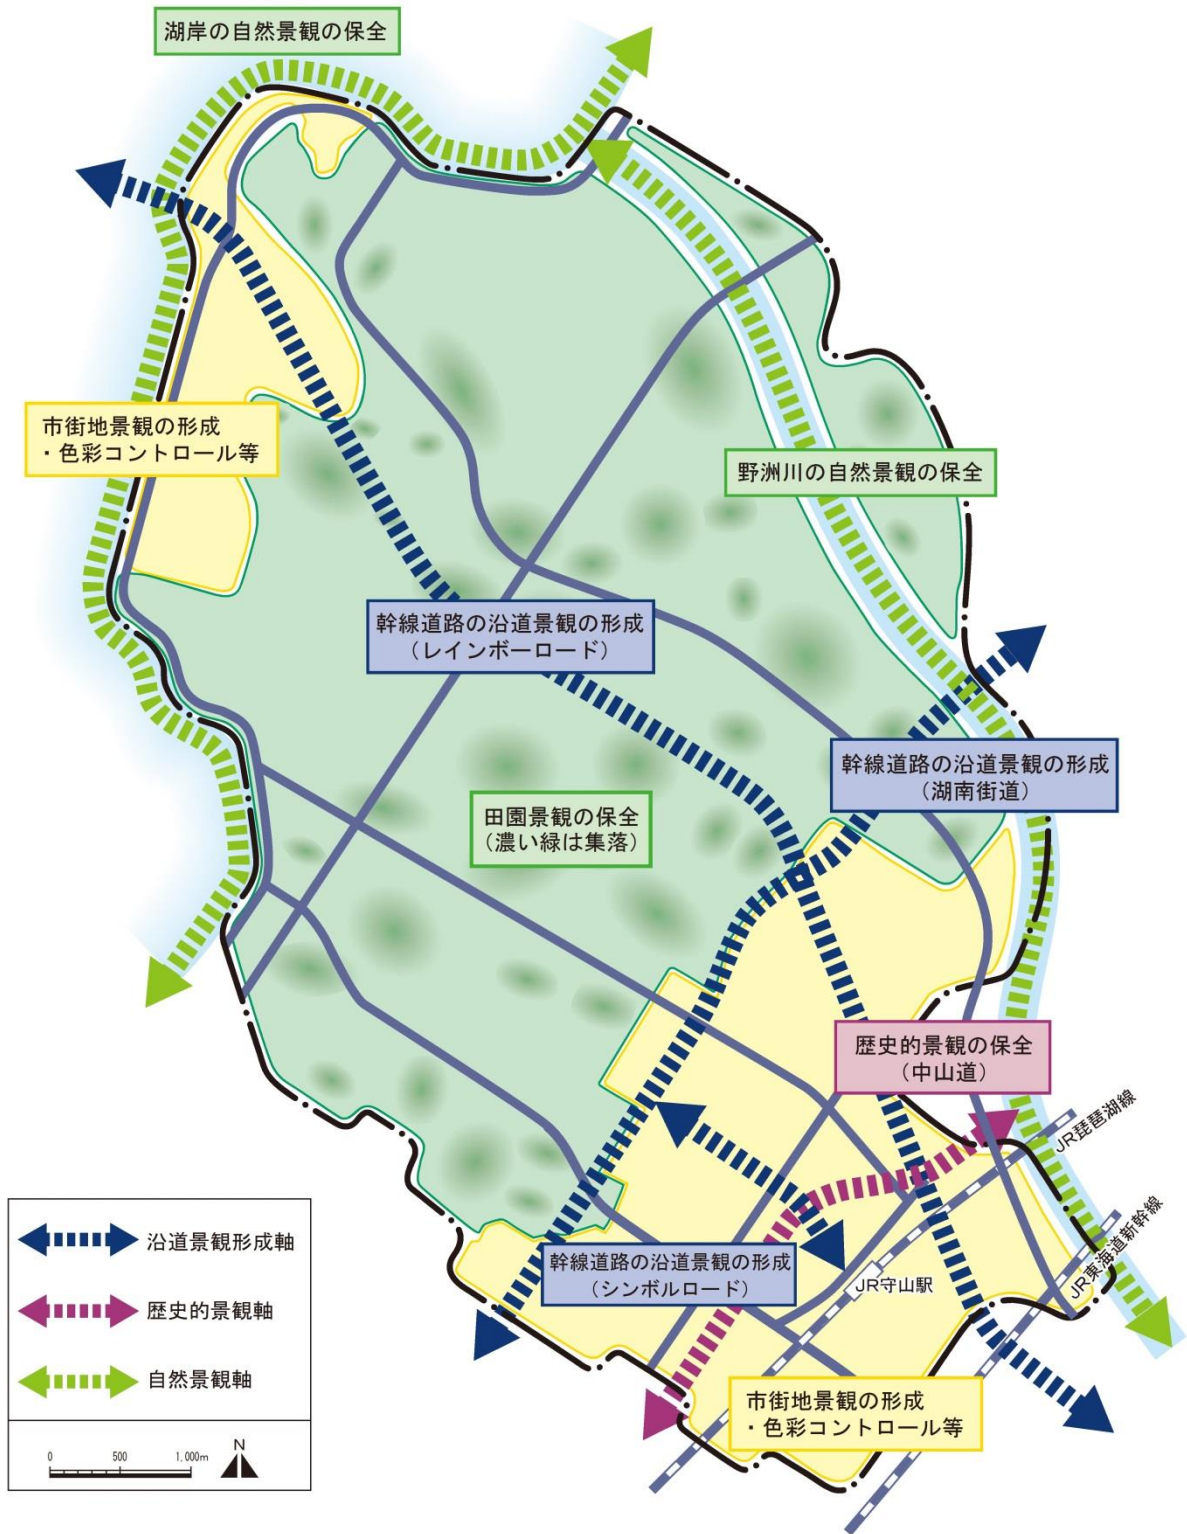 湖岸の自然景観の保全
市街地景観の形成
・色彩コントロール等
野洲川の自然景観の保全
幹線道路の沿道景観の形成
（レインボーロード）
幹線道路の沿道景観の形成
（湖南街道）
田園景観の保全
（濃い緑は集落）
歴史的景観の保全
（中山道）
JR琵琶湖線
JR東海道新幹線
幹線道路の沿道景観の形成
（シンボルロード）
JR守山駅
市街地景観の形成
・色彩コントロール等
沿道景観形成軸
歴史的景観軸
自然景観軸
0 500 1,000m
N